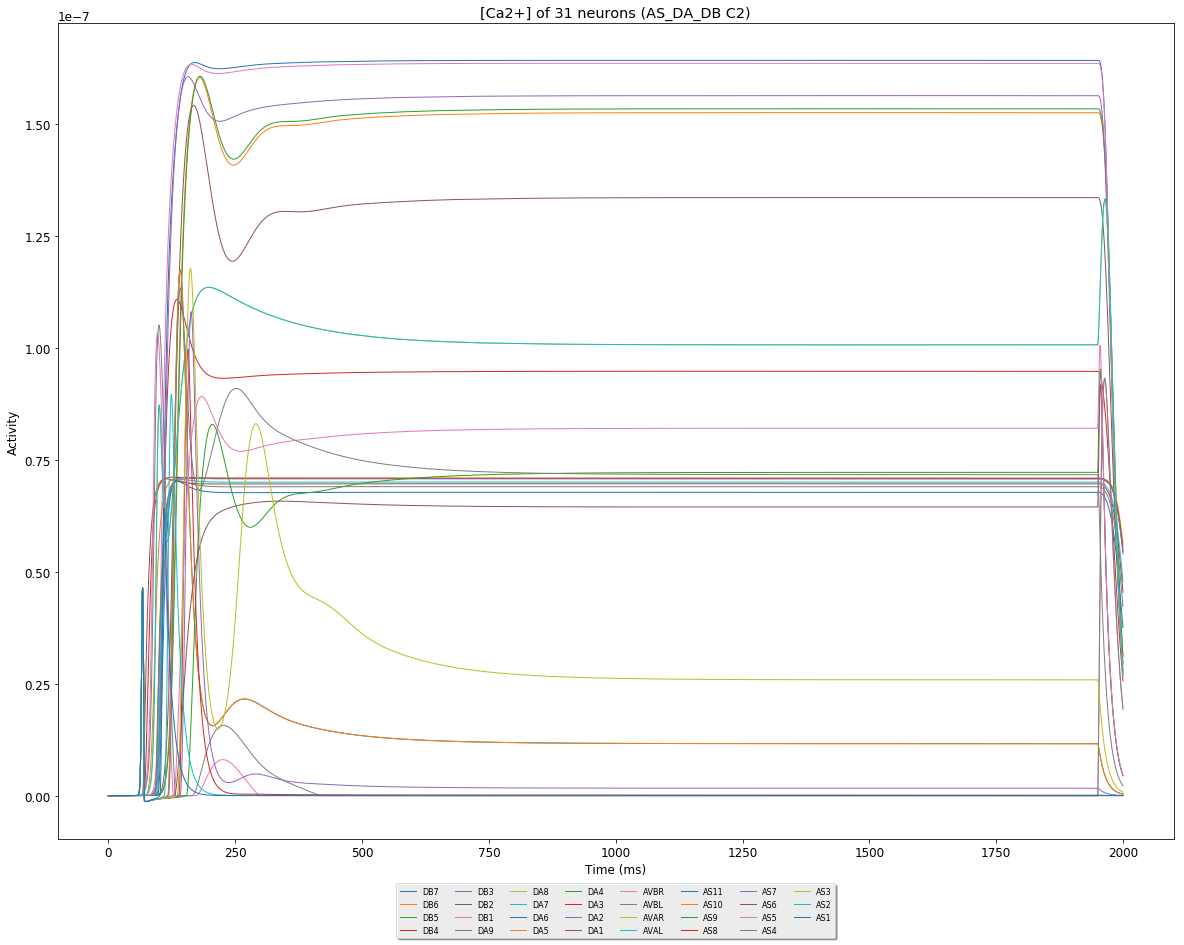 [Ca2+] of 31 neurons (AS_DA_DB C2)
1e−7
1.50
1.25
1.00
0.75
0.50
0.25
0.00
Activity
0 250 500 750 1000 1250 1500 1750 2000
Time (ms)
DB7 DB3 DA8 DA4 AVBR AS11 AS7 AS3
DB6 DB2 DA7 DA3 AVBL AS10 AS6 AS2
DB5 DB1 DA6 DA2 AVAR AS9 AS5 AS1
DB4 DA9 DA5 DA1 AVAL AS8 AS4